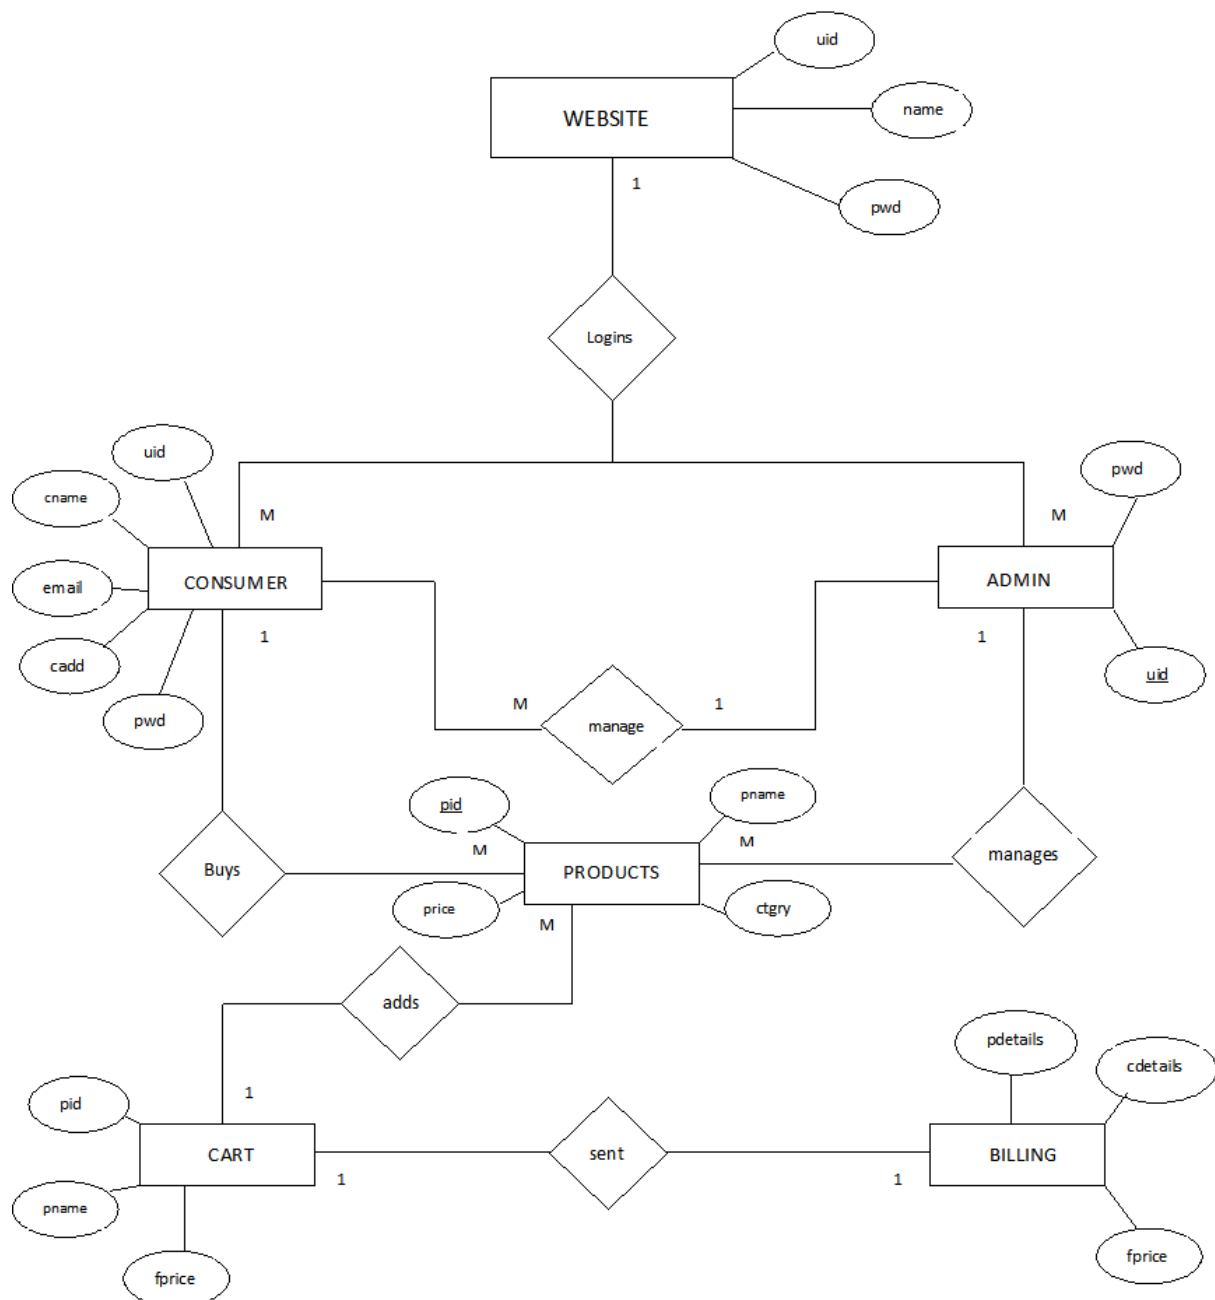 uid
WEBSITE
name
1
pwd
Logins
uid
pwd
cname
M
M
CONSUMER
ADMIN
email
1
1
cadd
uid
pwd
M
1
manage
pid
pname
M
M
Buys
PRODUCTS
manages
price
ctgry
M
adds
pdetails
cdetails
1
pid
CART
sent
BILLING
1
1
pname
fprice
fprice